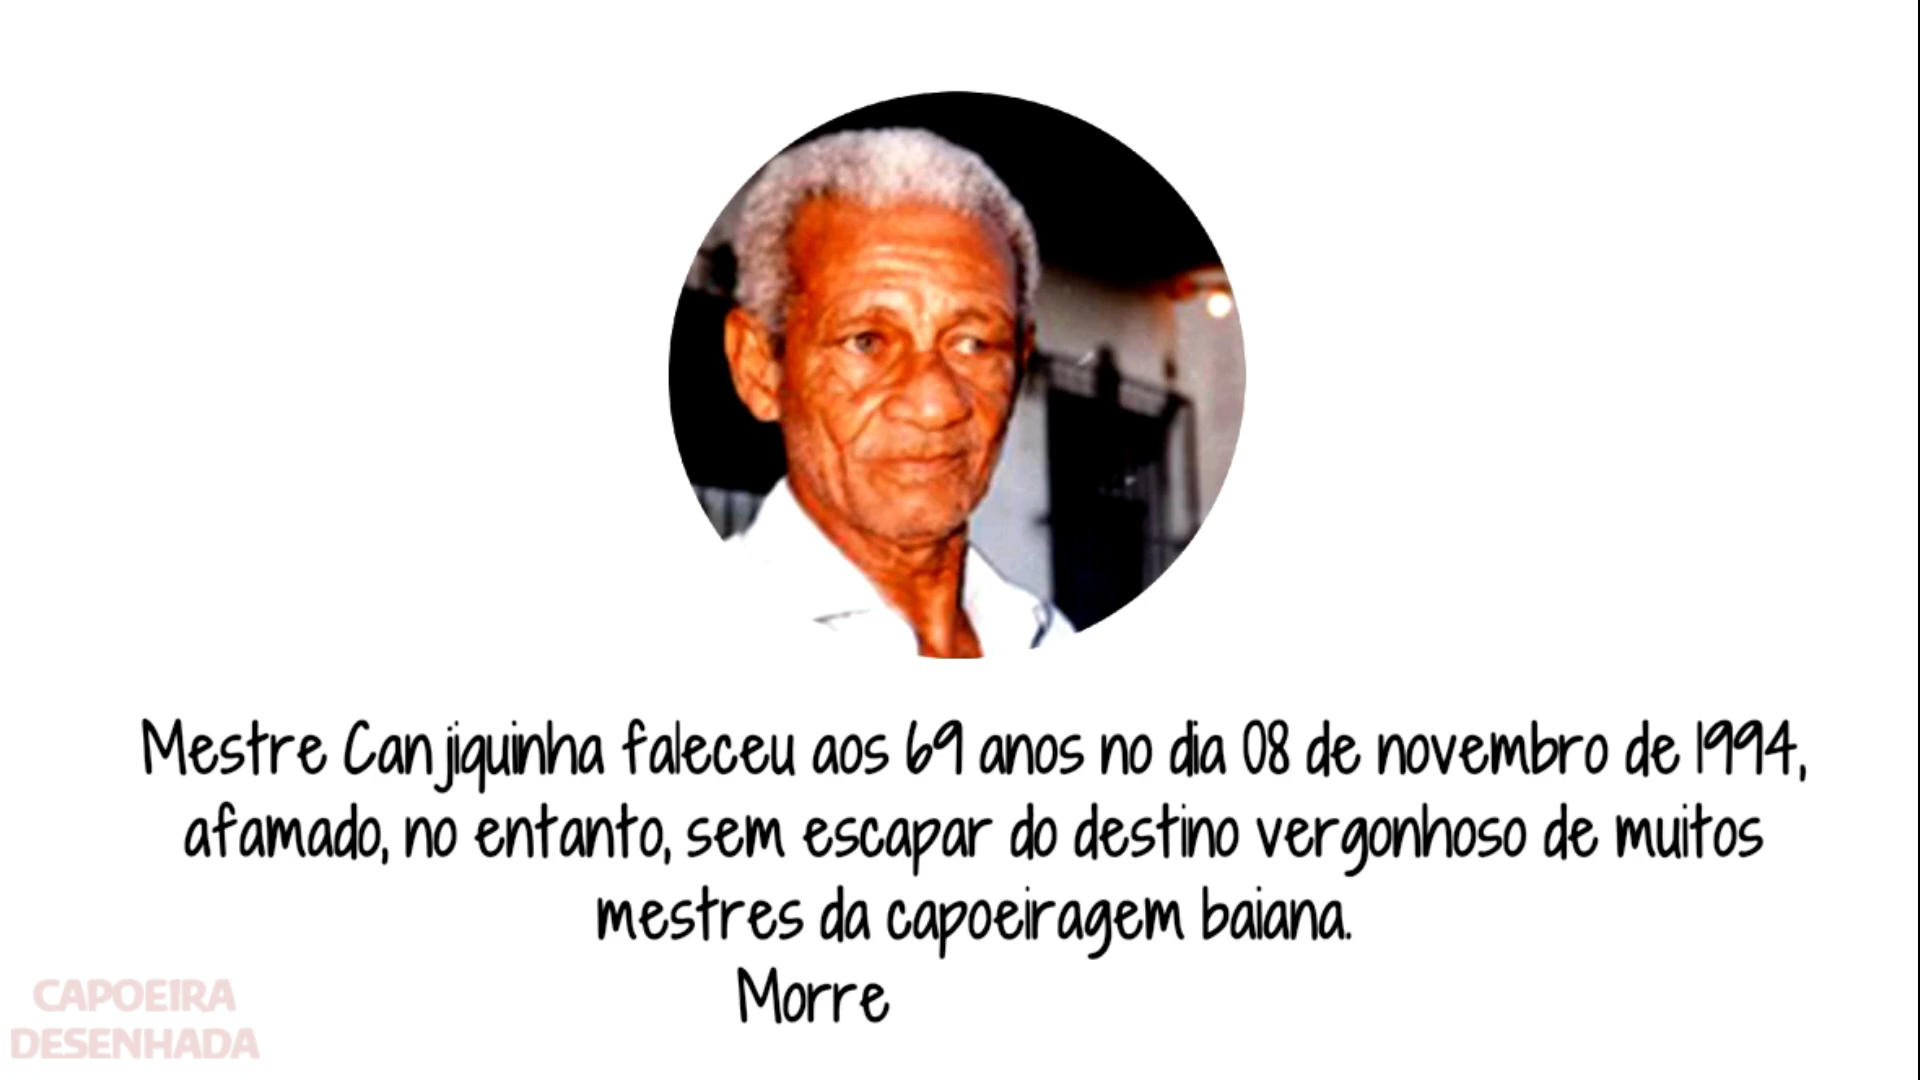 Mestre Canjiquinha faleceu aos 69 anos no dia 08 de novembro de 1994,
afamado, no entanto, sem escapar do destino vergonhoso de muitos
mestres da capoeiragem baiana.
Morre
CAPOEIRA
DESENHADA